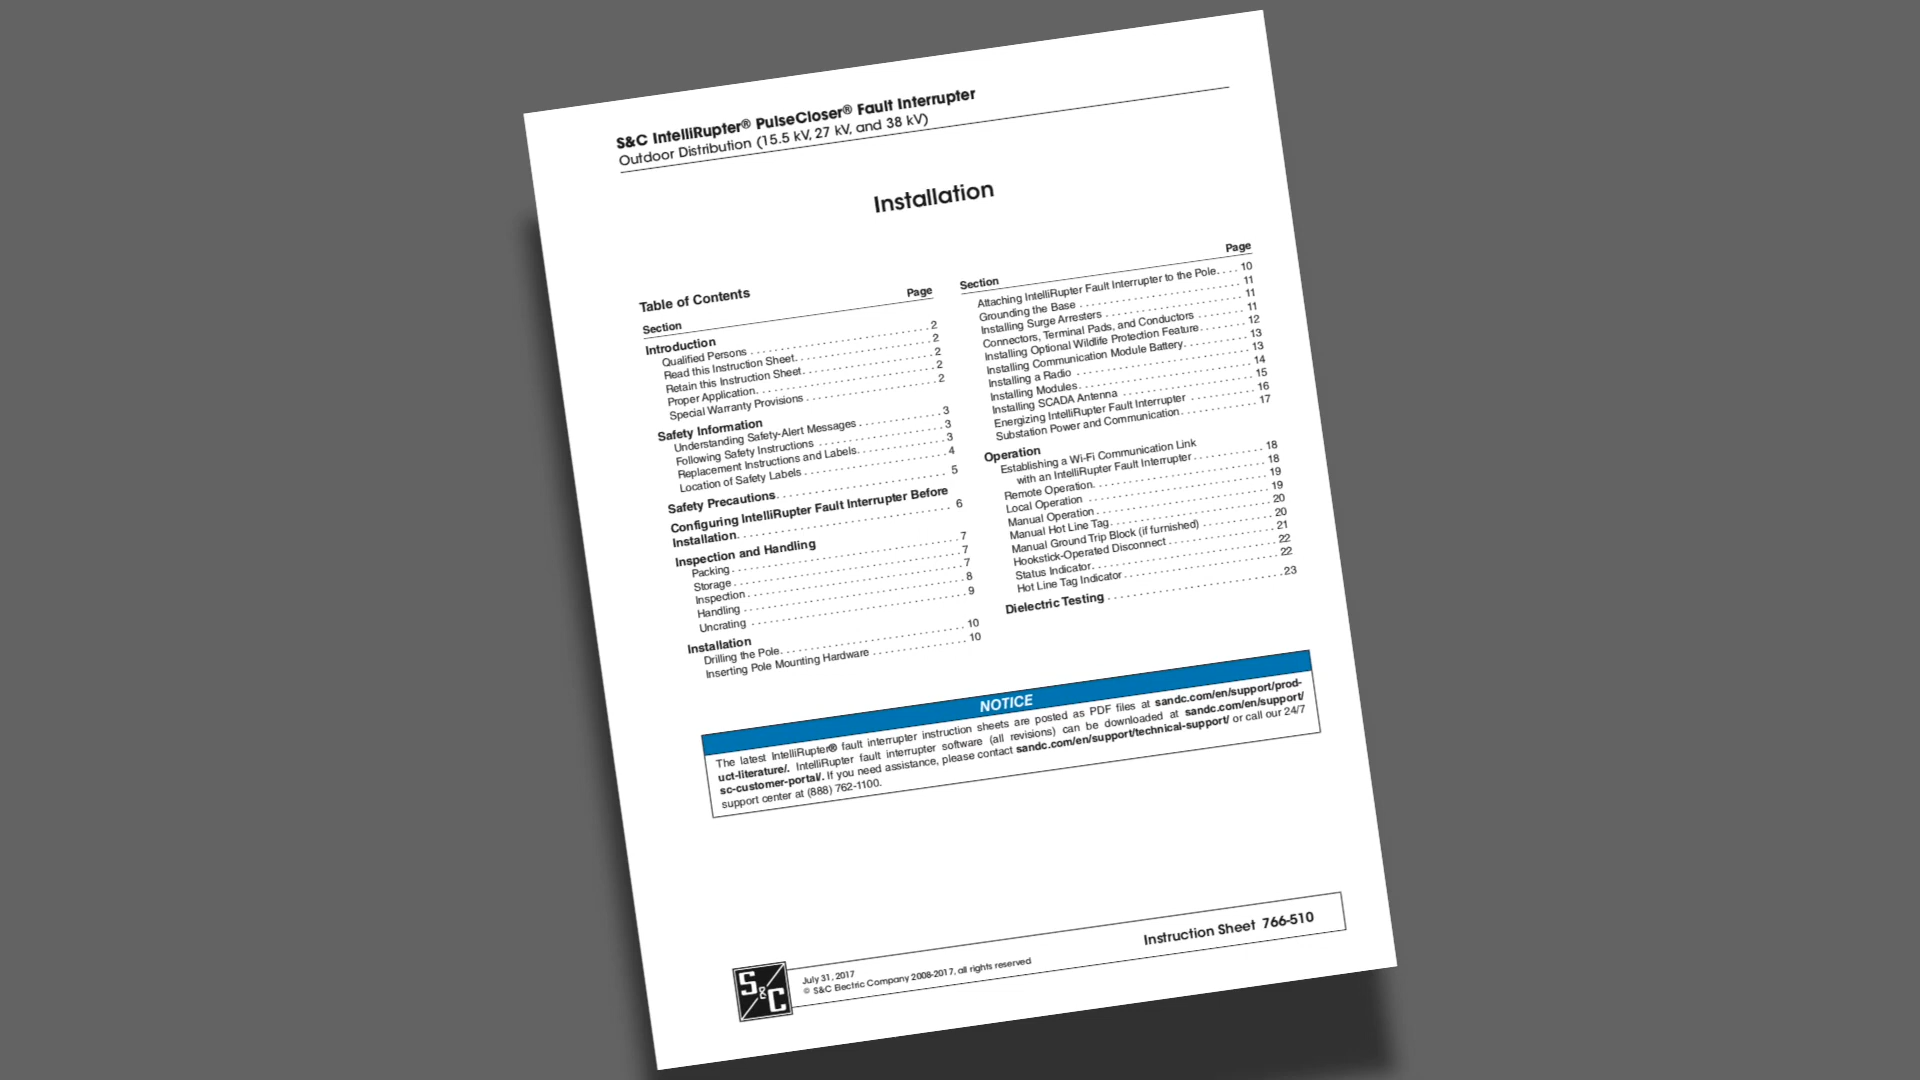 S&C IntelliRupter® PulseCloser® Fault Interrupter
Outdoor Distribution (15.5 kV, 27 kV, and 38 kV)
Installation
Table of Contents
Section Page
Introduction
Qualified Persons . . . . . . . . . . . . . . . . . . . . . . . . . . . . 2
Read this Instruction Sheet. . . . . . . . . . . . . . . . . . . . . 2
Retain this Instruction Sheet. . . . . . . . . . . . . . . . . . . . 2
Proper Application. . . . . . . . . . . . . . . . . . . . . . . . . . . . 2
Special Warranty Provisions . . . . . . . . . . . . . . . . . . . . 2
Safety Information
Understanding Safety-Alert Messages . . . . . . . . . . . . . 3
Following Safety Instructions . . . . . . . . . . . . . . . . . . . 3
Replacement Instructions and Labels. . . . . . . . . . . . . . 3
Location of Safety Labels . . . . . . . . . . . . . . . . . . . . . . 4
Safety Precautions. . . . . . . . . . . . . . . . . . . . . . . . . . 5
Configuring IntelliRupter Fault Interrupter Before
Installation. . . . . . . . . . . . . . . . . . . . . . . . . . . . . . . . 6
Inspection and Handling
Packing . . . . . . . . . . . . . . . . . . . . . . . . . . . . . . . . . . . 7
Storage . . . . . . . . . . . . . . . . . . . . . . . . . . . . . . . . . . . 7
Inspection. . . . . . . . . . . . . . . . . . . . . . . . . . . . . . . . . . 7
Handling . . . . . . . . . . . . . . . . . . . . . . . . . . . . . . . . . . 8
Uncrating . . . . . . . . . . . . . . . . . . . . . . . . . . . . . . . . . 9
Installation
Drilling the Pole. . . . . . . . . . . . . . . . . . . . . . . . . . . . 10
Inserting Pole Mounting Hardware . . . . . . . . . . . . . . 10
Section Page
Attaching IntelliRupter Fault Interrupter to the Pole. . . . 10
Grounding the Base . . . . . . . . . . . . . . . . . . . . . . . . . 11
Installing Surge Arresters . . . . . . . . . . . . . . . . . . . . . 11
Connectors, Terminal Pads, and Conductors . . . . . . . . 11
Installing Optional Wildlife Protection Feature. . . . . . . . 12
Installing Communication Module Battery. . . . . . . . . . . 13
Installing a Radio . . . . . . . . . . . . . . . . . . . . . . . . . . . 13
Installing Modules. . . . . . . . . . . . . . . . . . . . . . . . . . . 14
Installing SCADA Antenna . . . . . . . . . . . . . . . . . . . . 15
Energizing IntelliRupter Fault Interrupter . . . . . . . . . . 16
Substation Power and Communication. . . . . . . . . . . . 17
Operation
Establishing a Wi-Fi Communication Link
with an IntelliRupter Fault Interrupter . . . . . . . . . . . 18
Remote Operation. . . . . . . . . . . . . . . . . . . . . . . . . . . 18
Local Operation . . . . . . . . . . . . . . . . . . . . . . . . . . . . 19
Manual Operation . . . . . . . . . . . . . . . . . . . . . . . . . . . 19
Manual Hot Line Tag. . . . . . . . . . . . . . . . . . . . . . . . . 20
Manual Ground Trip Block (if furnished) . . . . . . . . . . . 20
Hookstick-Operated Disconnect . . . . . . . . . . . . . . . . . 21
Status Indicator. . . . . . . . . . . . . . . . . . . . . . . . . . . . . 22
Hot Line Tag Indicator . . . . . . . . . . . . . . . . . . . . . . . . 22
Dielectric Testing . . . . . . . . . . . . . . . . . . . . . . . . . . .23
NOTICE
The latest IntelliRupter® fault interrupter instruction sheets are posted as PDF files at sandc.com/en/support/prod-
uct-literature/. IntelliRupter fault interrupter software (all revisions) can be downloaded at sandc.com/en/support/
sc-customer-portal/. If you need assistance, please contact sandc.com/en/support/technical-support/ or call our 24/7
support center at (888) 762-1100.
Instruction Sheet 766-510
S&C
July 31, 2017
© S&C Electric Company 2008-2017, all rights reserved